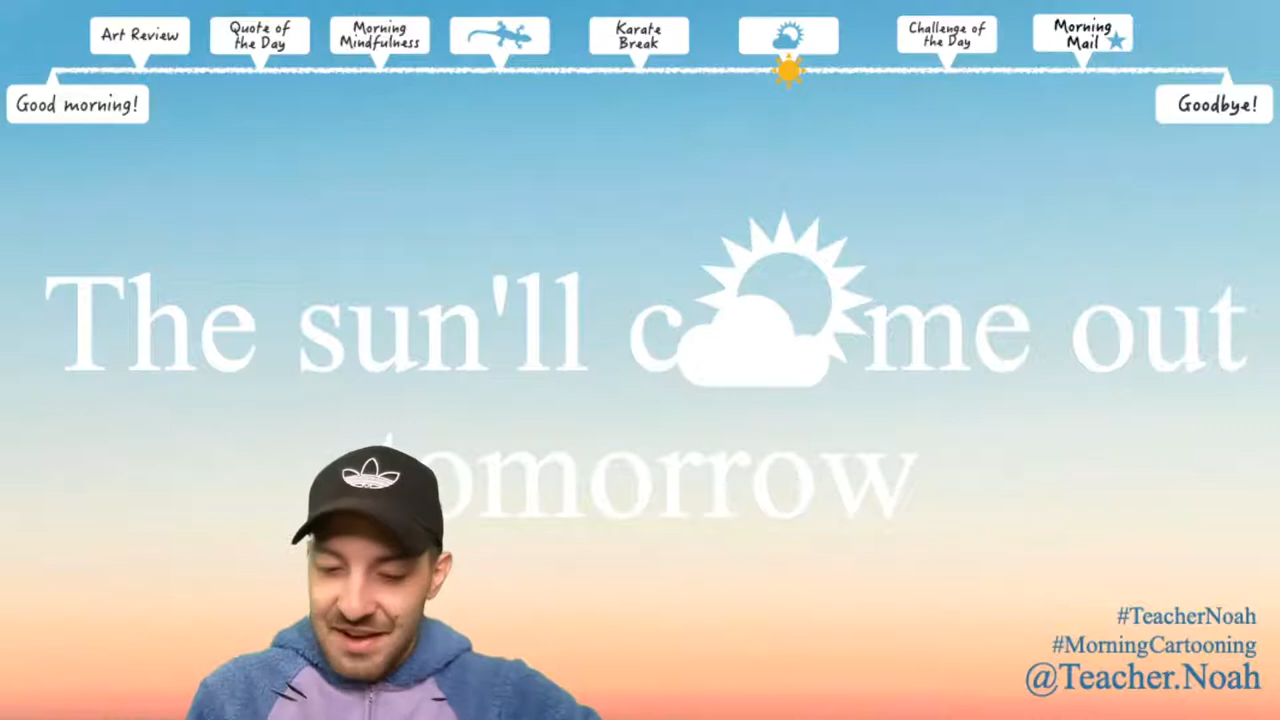 Art Review
Quote of
the Day
Morning
Mindfulness
Karate
Break
Challenge of
the Day
Morning
Mail
Good morning!
Goodbye!
The sun'll come out
tomorrow
#TeacherNoah
#MorningCartooning
@Teacher.Noah